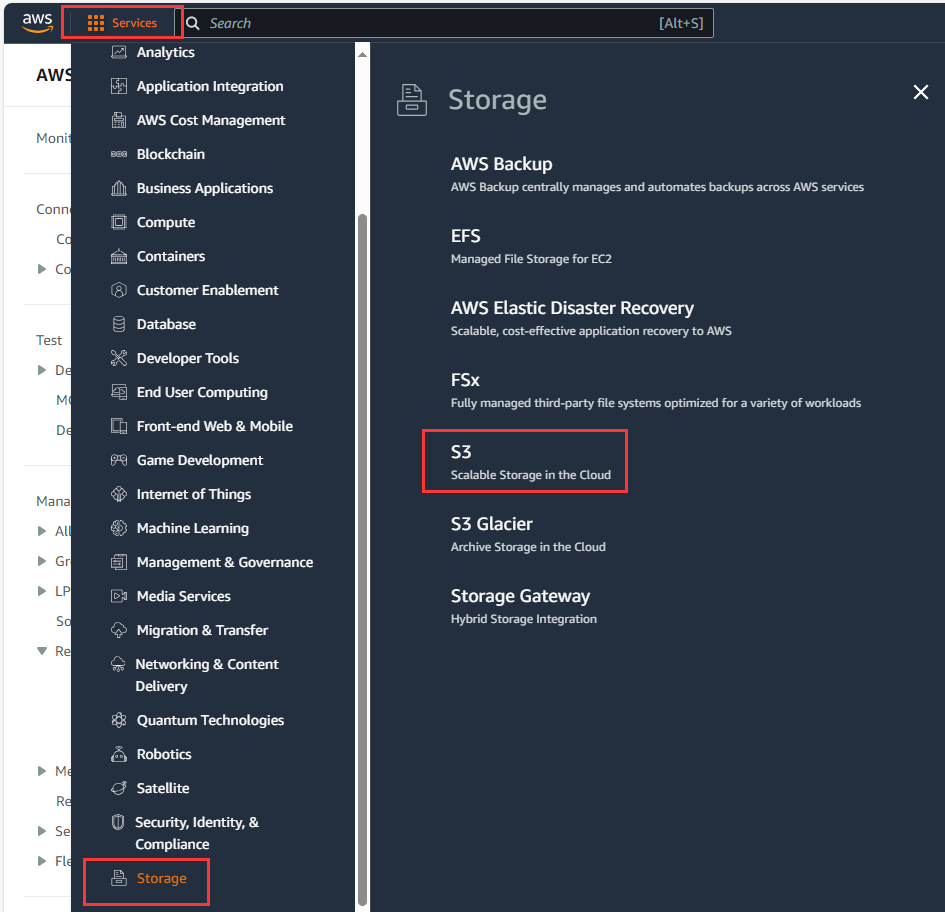 aws
Services
Search
[Alt+S]
AWS
Monit
Conne
Co
Co
Test
De
MQ
De
Mana
All
Gr
LP
So
Re
Me
Re
Se
Fle
Analytics
Application Integration
AWS Cost Management
Blockchain
Business Applications
Compute
Containers
Customer Enablement
Database
Developer Tools
End User Computing
Front-end Web & Mobile
Game Development
Internet of Things
Machine Learning
Management & Governance
Media Services
Migration & Transfer
Networking & Content
Delivery
Quantum Technologies
Robotics
Satellite
Security, Identity, &
Compliance
Storage
Storage
AWS Backup
AWS Backup centrally manages and automates backups across AWS services
EFS
Managed File Storage for EC2
AWS Elastic Disaster Recovery
Scalable, cost-effective application recovery to AWS
FSx
Fully managed third-party file systems optimized for a variety of workloads
S3
Scalable Storage in the Cloud
S3 Glacier
Archive Storage in the Cloud
Storage Gateway
Hybrid Storage Integration